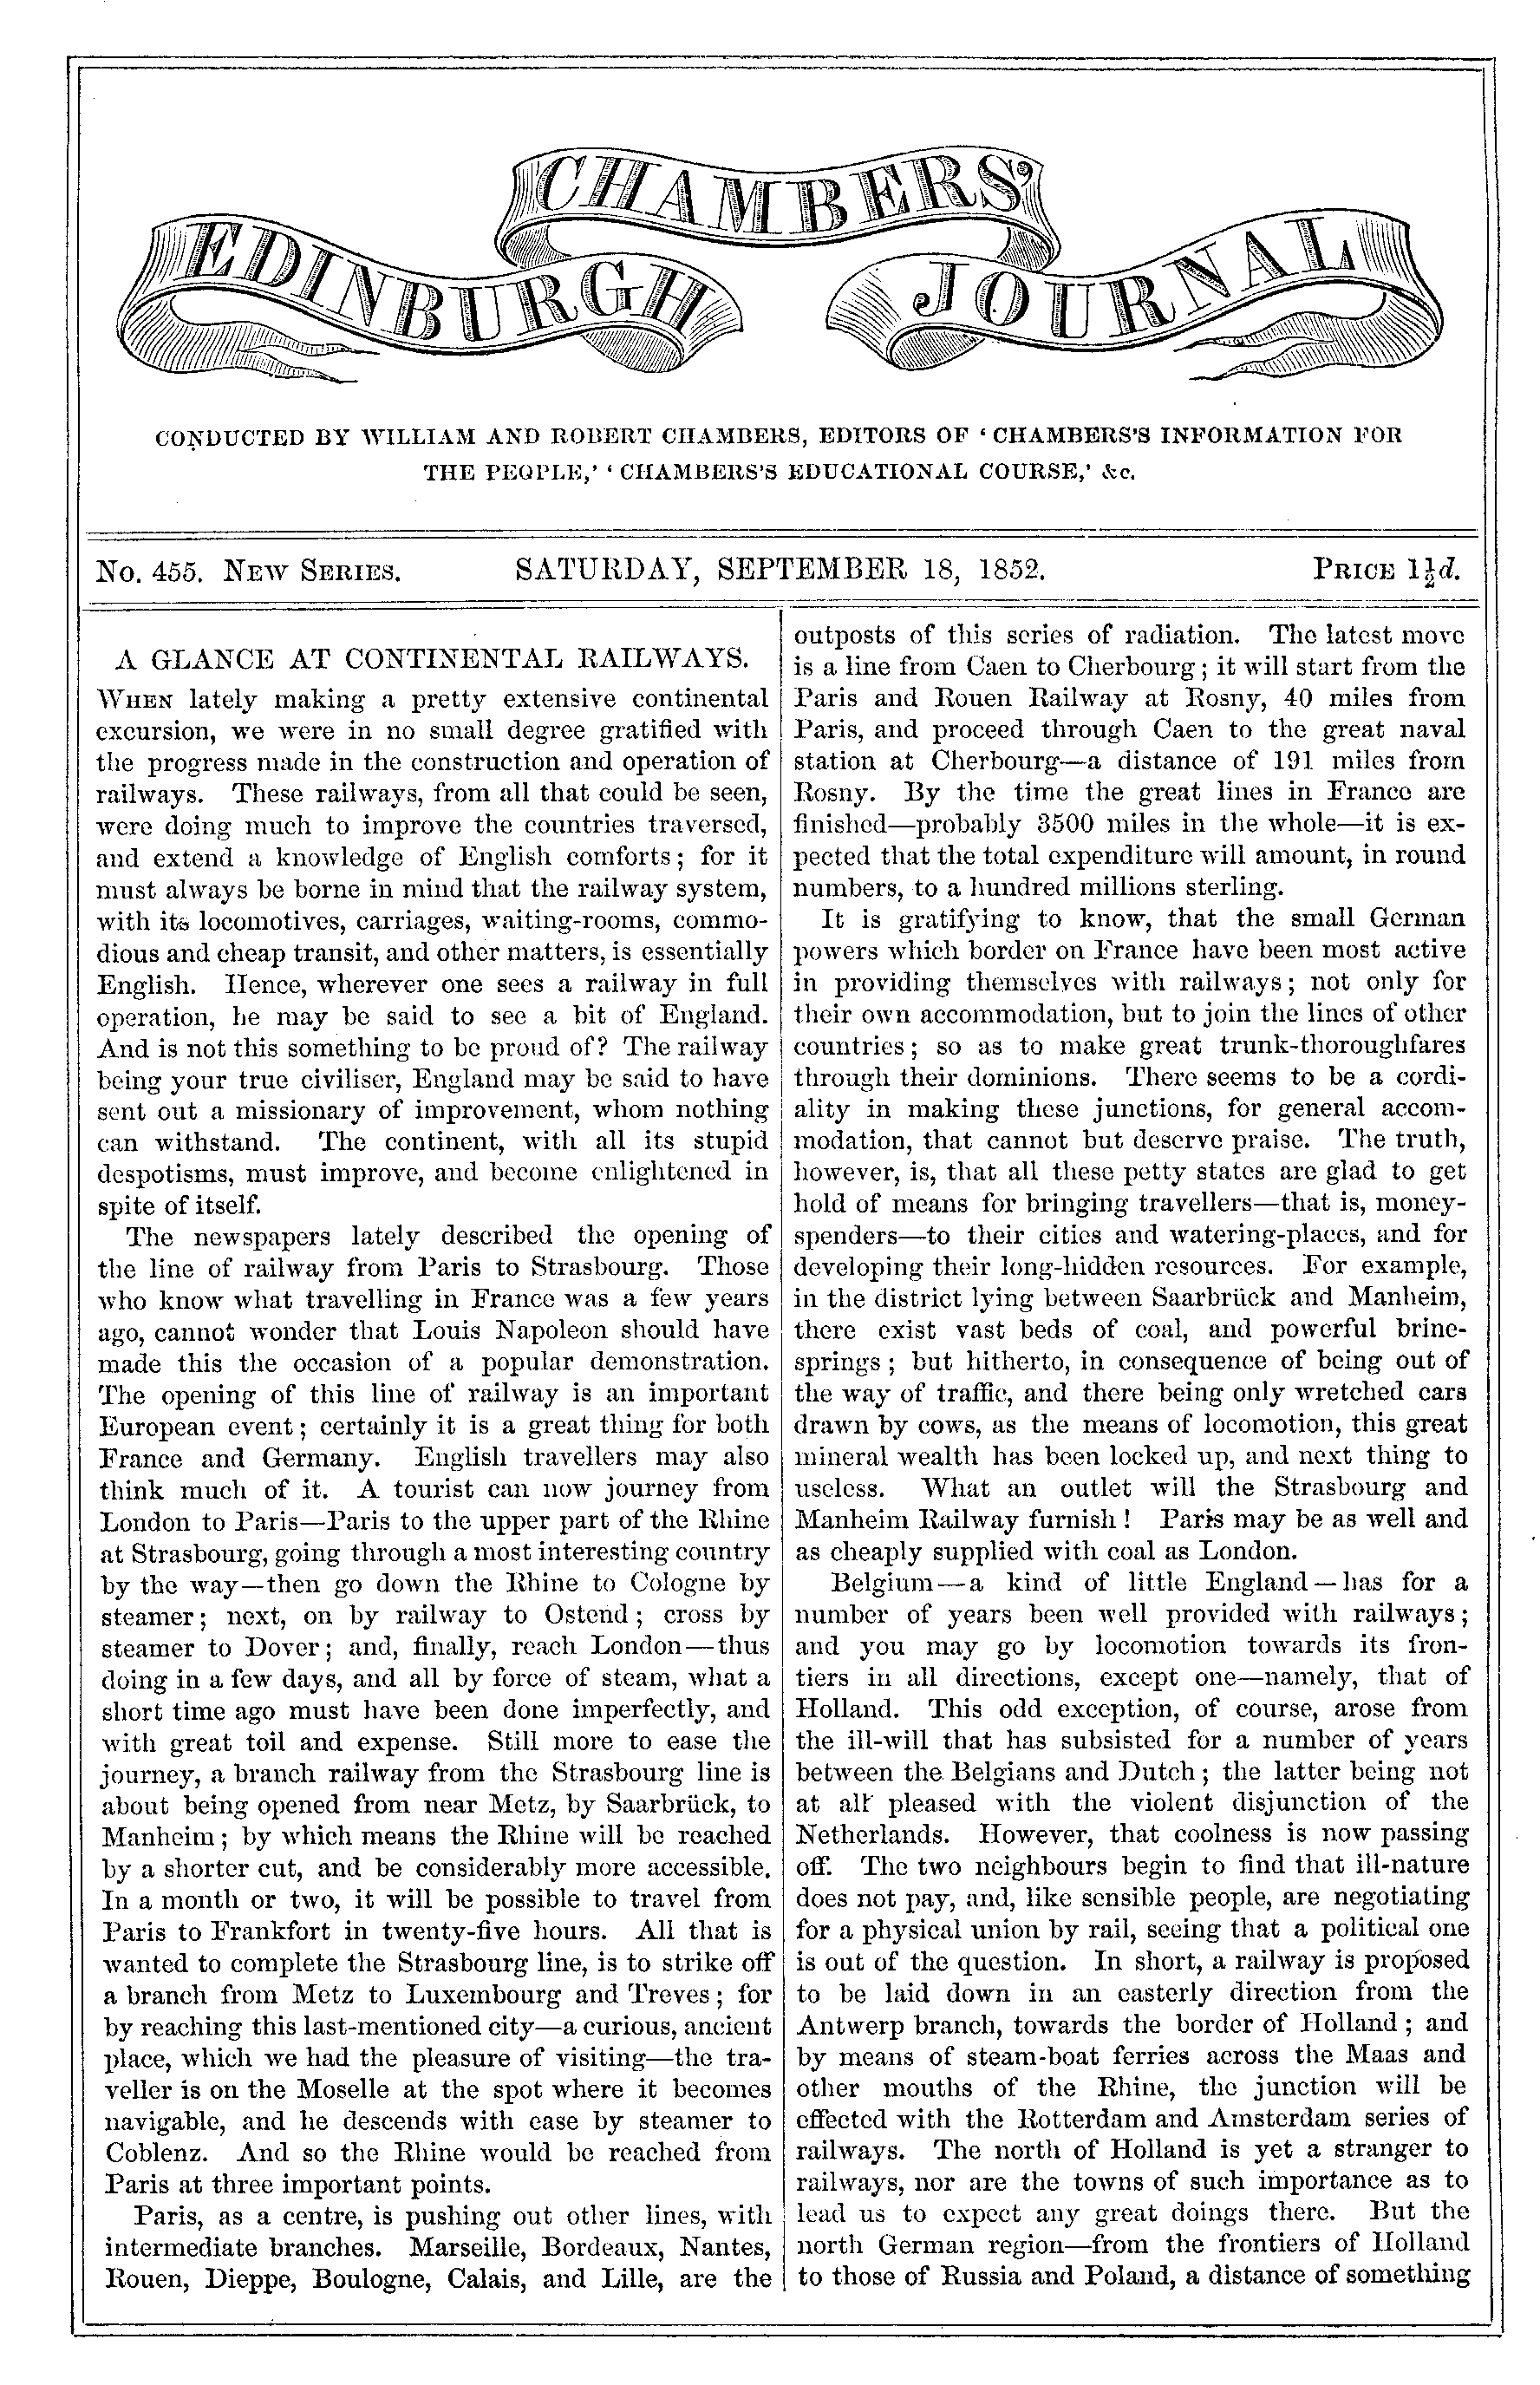 CHAMBERS'
EDINBURGH JOURNAL
CONDUCTED BY WILLIAM AND ROBERT CHAMBERS, EDITORS OF ‘CHAMBERS'S INFORMATION FOR
THE PEOPLE,’ ‘CHAMBERS'S EDUCATIONAL COURSE,’ &c.
No. 455. NEW SERIES. SATURDAY, SEPTEMBER 18, 1852. PRICE 1½d.
A GLANCE AT CONTINENTAL RAILWAYS.
WHEN lately making a pretty extensive continental
excursion, we were in no small degree gratified with
the progress made in the construction and operation of
railways. These railways, from all that could be seen,
were doing much to improve the countries traversed,
and extend a knowledge of English comforts; for it
must always be borne in mind that the railway system,
with its locomotives, carriages, waiting-rooms, commo-
dious and cheap transit, and other matters, is essentially
English. Hence, wherever one sees a railway in full
operation, he may be said to see a bit of England.
And is not this something to be proud of? The railway
being your true civiliser, England may be said to have
sent out a missionary of improvement, whom nothing
can withstand. The continent, with all its stupid
despotisms, must improve, and become enlightened in
spite of itself.
The newspapers lately described the opening of
the line of railway from Paris to Strasbourg. Those
who know what travelling in France was a few years
ago, cannot wonder that Louis Napoleon should have
made this the occasion of a popular demonstration.
The opening of this line of railway is an important
European event; certainly it is a great thing for both
France and Germany. English travellers may also
think much of it. A tourist can now journey from
London to Paris—Paris to the upper part of the Rhine
at Strasbourg, going through a most interesting country
by the way—then go down the Rhine to Cologne by
steamer; next, on by railway to Ostend; cross by
steamer to Dover; and, finally, reach London—thus
doing in a few days, and all by force of steam, what a
short time ago must have been done imperfectly, and
with great toil and expense. Still more to ease the
journey, a branch railway from the Strasbourg line is
about being opened from near Metz, by Saarbrück, to
Manheim; by which means the Rhine will be reached
by a shorter cut, and be considerably more accessible.
In a month or two, it will be possible to travel from
Paris to Frankfort in twenty-five hours. All that is
wanted to complete the Strasbourg line, is to strike off
a branch from Metz to Luxembourg and Treves; for
by reaching this last-mentioned city—a curious, ancient
place, which we had the pleasure of visiting—the tra-
veller is on the Moselle at the spot where it becomes
navigable, and he descends with ease by steamer to
Coblenz. And so the Rhine would be reached from
Paris at three important points.
Paris, as a centre, is pushing out other lines, with
intermediate branches. Marseille, Bordeaux, Nantes,
Rouen, Dieppe, Boulogne, Calais, and Lille, are the
outposts of this series of radiation. The latest move
is a line from Caen to Cherbourg; it will start from the
Paris and Rouen Railway at Rosny, 40 miles from
Paris, and proceed through Caen to the great naval
station at Cherbourg—a distance of 191 miles from
Rosny. By the time the great lines in France are
finished—probably 3500 miles in the whole—it is ex-
pected that the total expenditure will amount, in round
numbers, to a hundred millions sterling.
It is gratifying to know, that the small German
powers which border on France have been most active
in providing themselves with railways; not only for
their own accommodation, but to join the lines of other
countries; so as to make great trunk-thoroughfares
through their dominions. There seems to be a cordi-
ality in making these junctions, for general accom-
modation, that cannot but deserve praise. The truth,
however, is, that all these petty states are glad to get
hold of means for bringing travellers—that is, money-
spenders—to their cities and watering-places, and for
developing their long-hidden resources. For example,
in the district lying between Saarbrück and Manheim,
there exist vast beds of coal, and powerful brine-
springs; but hitherto, in consequence of being out of
the way of traffic, and there being only wretched cars
drawn by cows, as the means of locomotion, this great
mineral wealth has been locked up, and next thing to
useless. What an outlet will the Strasbourg and
Manheim Railway furnish! Paris may be as well and
as cheaply supplied with coal as London.
Belgium—a kind of little England—has for a
number of years been well provided with railways;
and you may go by locomotion towards its fron-
tiers in all directions, except one—namely, that of
Holland. This odd exception, of course, arose from
the ill-will that has subsisted for a number of years
between the Belgians and Dutch; the latter being not
at all pleased with the violent disjunction of the
Netherlands. However, that coolness is now passing
off. The two neighbours begin to find that ill-nature
does not pay, and, like sensible people, are negotiating
for a physical union by rail, seeing that a political one
is out of the question. In short, a railway is proposed
to be laid down in an easterly direction from the
Antwerp branch, towards the border of Holland; and
by means of steam-boat ferries across the Maas and
other mouths of the Rhine, the junction will be
effected with the Rotterdam and Amsterdam series of
railways. The north of Holland is yet a stranger to
railways, nor are the towns of such importance as to
lead us to expect any great doings there. But the
north German region—from the frontiers of Holland
to those of Russia and Poland, a distance of something